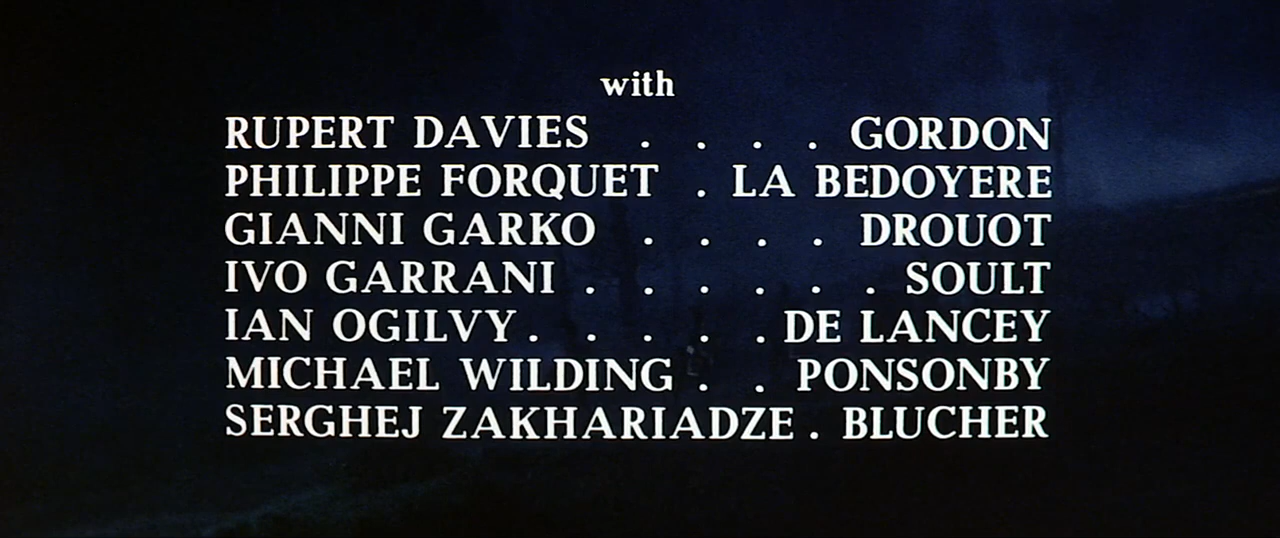 with
RUPERT DAVIES . . . . GORDON
PHILIPPE FORQUET . LA BEDOYERE
GIANNI GARKO . . . . DROUOT
IVO GARRANI . . . . . . SOULT
IAN OGILVY . . . . . DE LANCEY
MICHAEL WILDING . . PONSONBY
SERGHEJ ZAKHARIADZE . BLUCHER